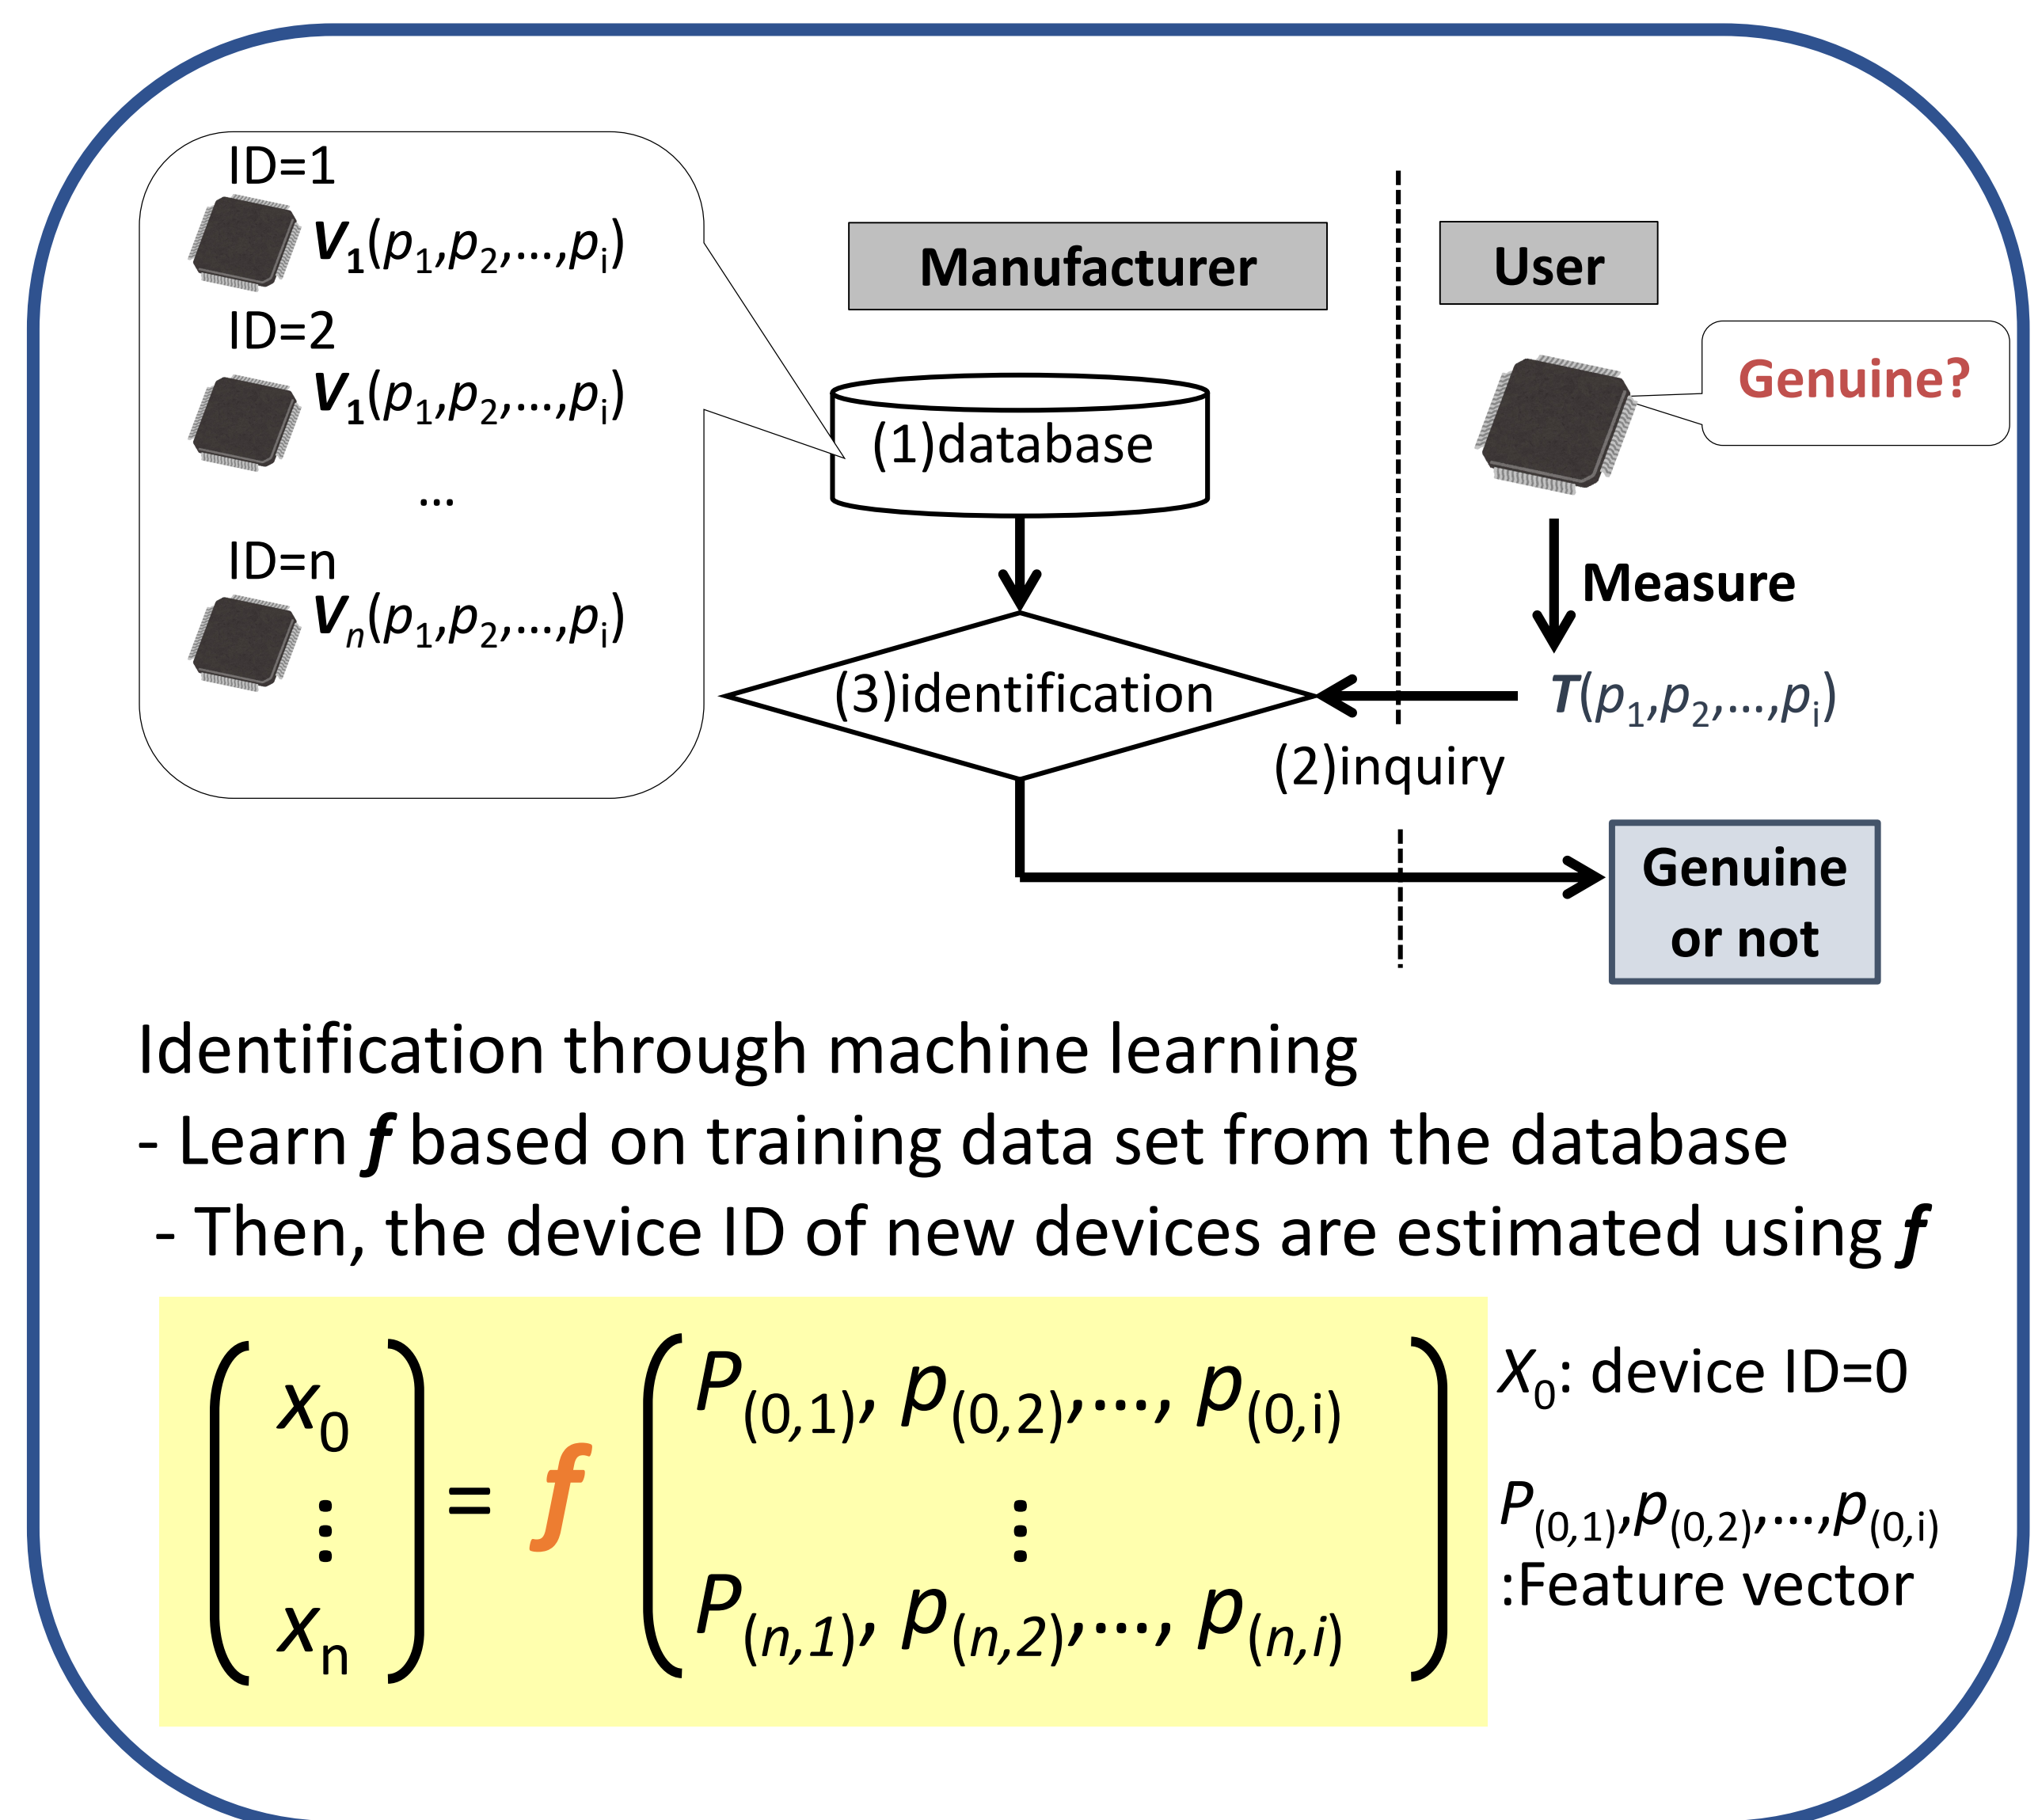 ID=1
V₁(p₁,p₂,...,pᵢ)
ID=2
V₁(p₁,p₂,...,pᵢ)
...
ID=n
Vₙ(p₁,p₂,...,pᵢ)
Manufacturer
User
Genuine?
(1)database
Measure
(3)identification
T(p₁,p₂,...,pᵢ)
(2)inquiry
Genuine
or not
Identification through machine learning
- Learn f based on training data set from the database
- Then, the device ID of new devices are estimated using f
x₀
⋮
xₙ
= f
P₍₀,₁₎, p₍₀,₂₎,..., p₍₀,ᵢ₎
⋮
P₍ₙ,₁₎, p₍ₙ,₂₎,..., p₍ₙ,ᵢ₎
X₀: device ID=0
P₍₀,₁₎,p₍₀,₂₎,...,p₍₀,ᵢ₎
:Feature vector